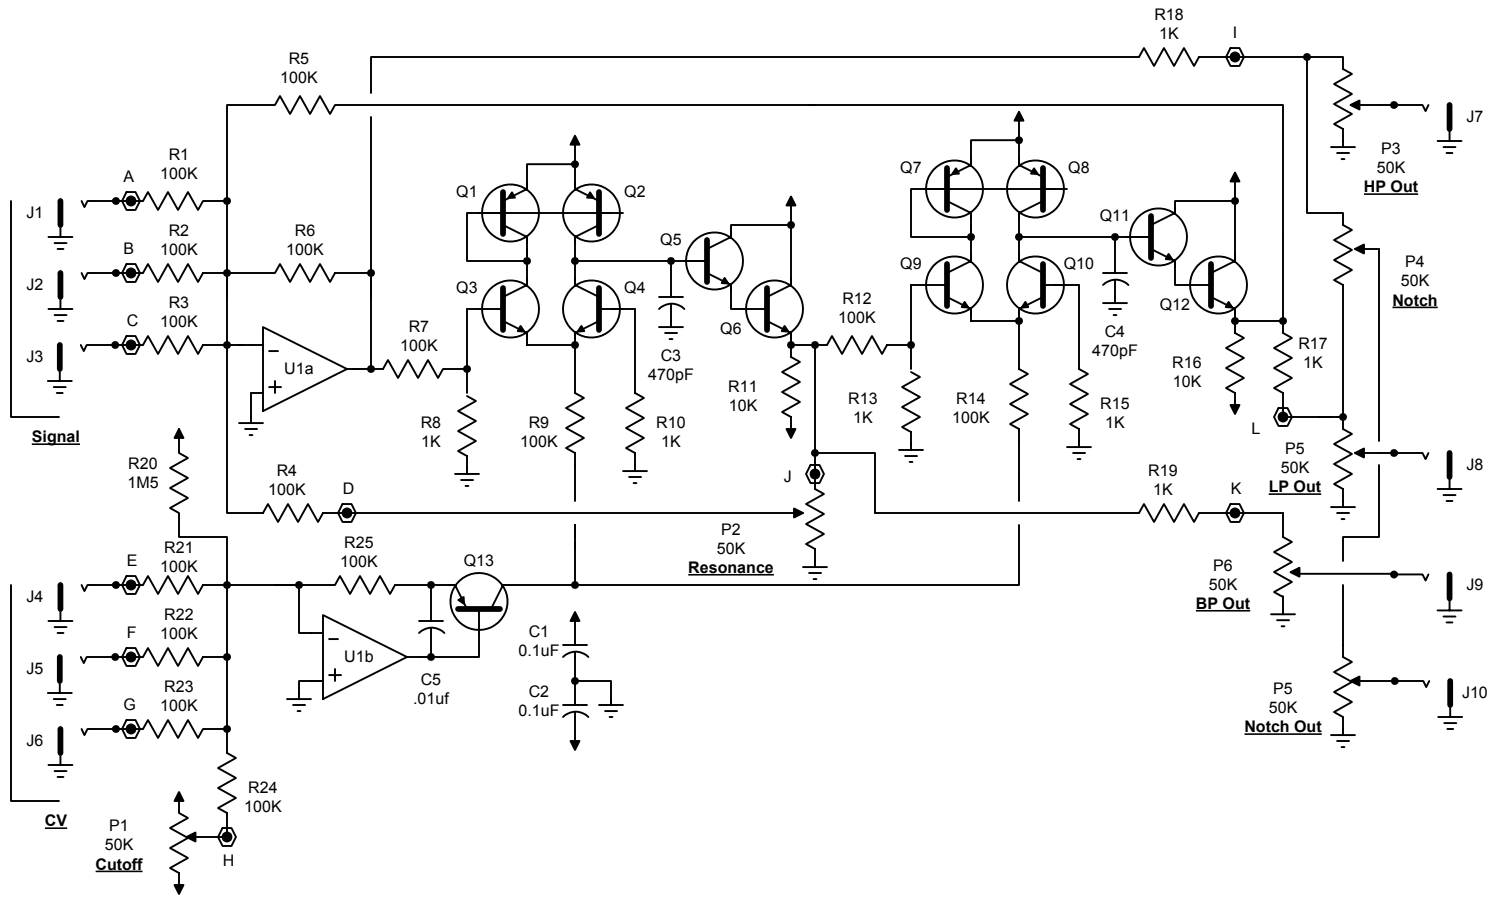 R18
1K
I
R5
100K
J7
P3
50K
HP Out
R1
100K
A
J1
Q1
Q2
Q7
Q8
R2
100K
B
R6
100K
J2
Q5
Q11
P4
50K
Notch
R3
100K
C
J3
U1a
R7
100K
Q3
Q4
C3
470pF
Q6
R12
100K
Q9
Q10
C4
470pF
Q12
R17
1K
R16
10K
R8
1K
R9
100K
R10
1K
R11
10K
R13
1K
R14
100K
R15
1K
L
Signal
R20
1M5
R4
100K
D
J
R19
1K
K
P5
50K
LP Out
J8
P2
50K
Resonance
R21
100K
E
J4
R25
100K
Q13
P6
50K
BP Out
J9
R22
100K
F
J5
U1b
C5
.01uf
C1
0.1uF
R23
100K
G
J6
C2
0.1uF
P5
50K
Notch Out
J10
R24
100K
CV
P1
50K
Cutoff
H